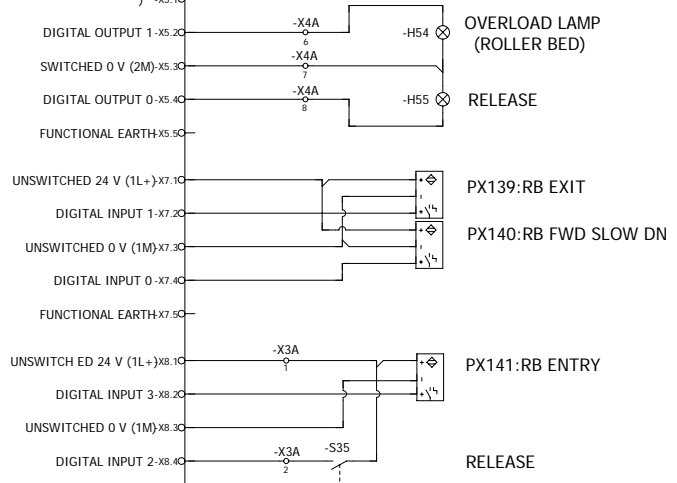 ) -X5.1
DIGITAL OUTPUT 1-X5.2
-X4A
6
-H54
OVERLOAD LAMP
(ROLLER BED)
SWITCHED 0 V (2M)-X5.3
-X4A
7
DIGITAL OUTPUT 0-X5.4
-X4A
8
-H55
RELEASE
FUNCTIONAL EARTH-X5.5
UNSWITCHED 24 V (1L+)-X7.1
PX139:RB EXIT
DIGITAL INPUT 1-X7.2
PX140:RB FWD SLOW DN
UNSWITCHED 0 V (1M)-X7.3
DIGITAL INPUT 0-X7.4
FUNCTIONAL EARTH-X7.5
UNSWITCH ED 24 V (1L+)-X8.1
-X3A
1
PX141:RB ENTRY
DIGITAL INPUT 3-X8.2
UNSWITCHED 0 V (1M)-X8.3
DIGITAL INPUT 2-X8.4
-X3A
2
-S35
RELEASE